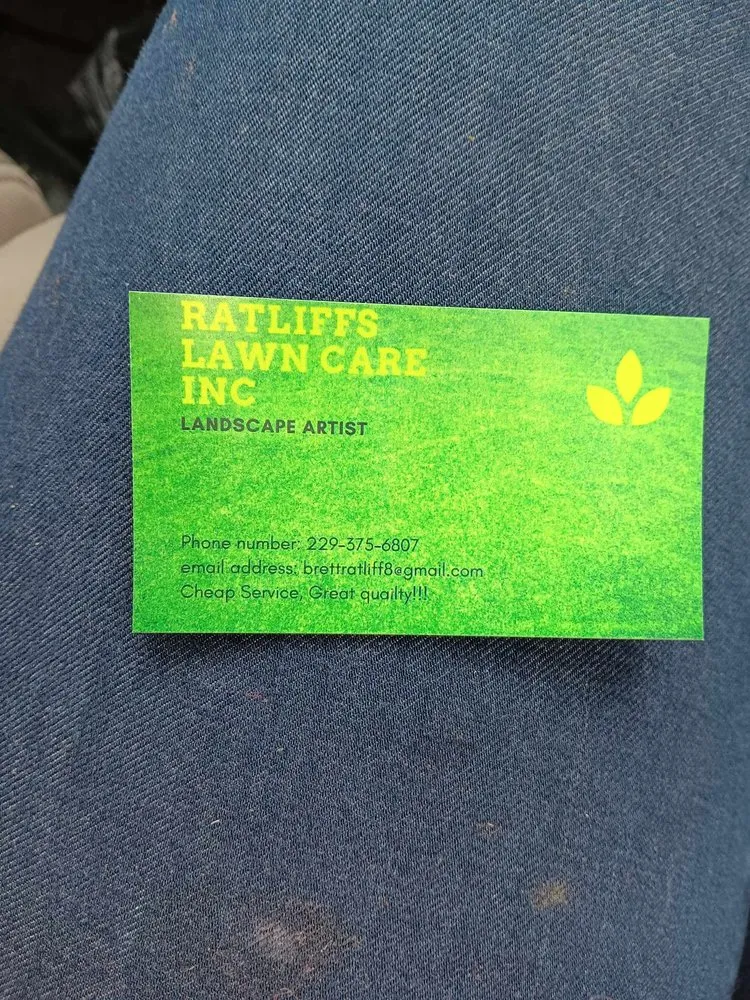 RATLIFFS
LAWN CARE
INC
LANDSCAPE ARTIST
Phone number: 229-375-6807
email address: brettratliff8@gmail.com
Cheap Service, Great quailty!!!